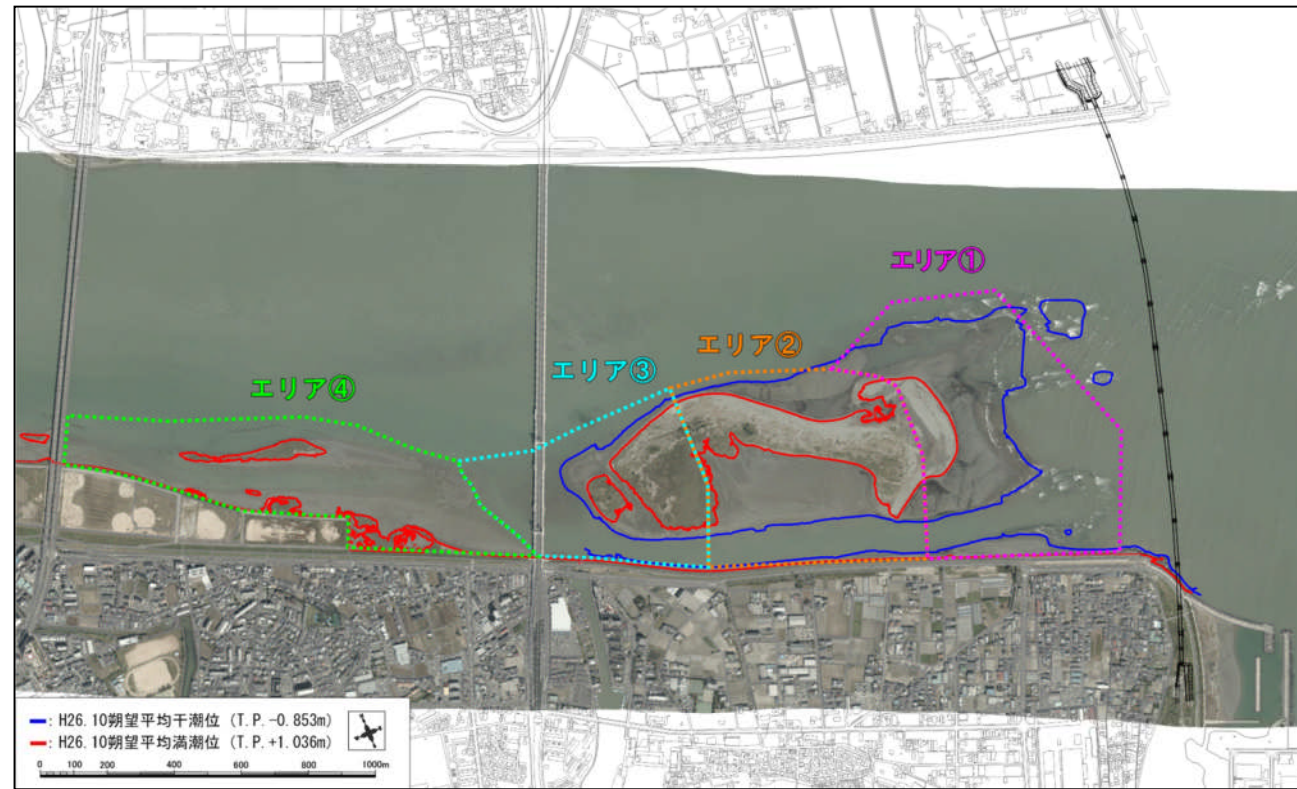 エリア①
エリア②
エリア③
エリア④
: H26.10朔望平均干潮位 (T.P.-0.853m)
: H26.10朔望平均満潮位 (T.P.+1.036m)
0 100 200 400 600 800 1000m